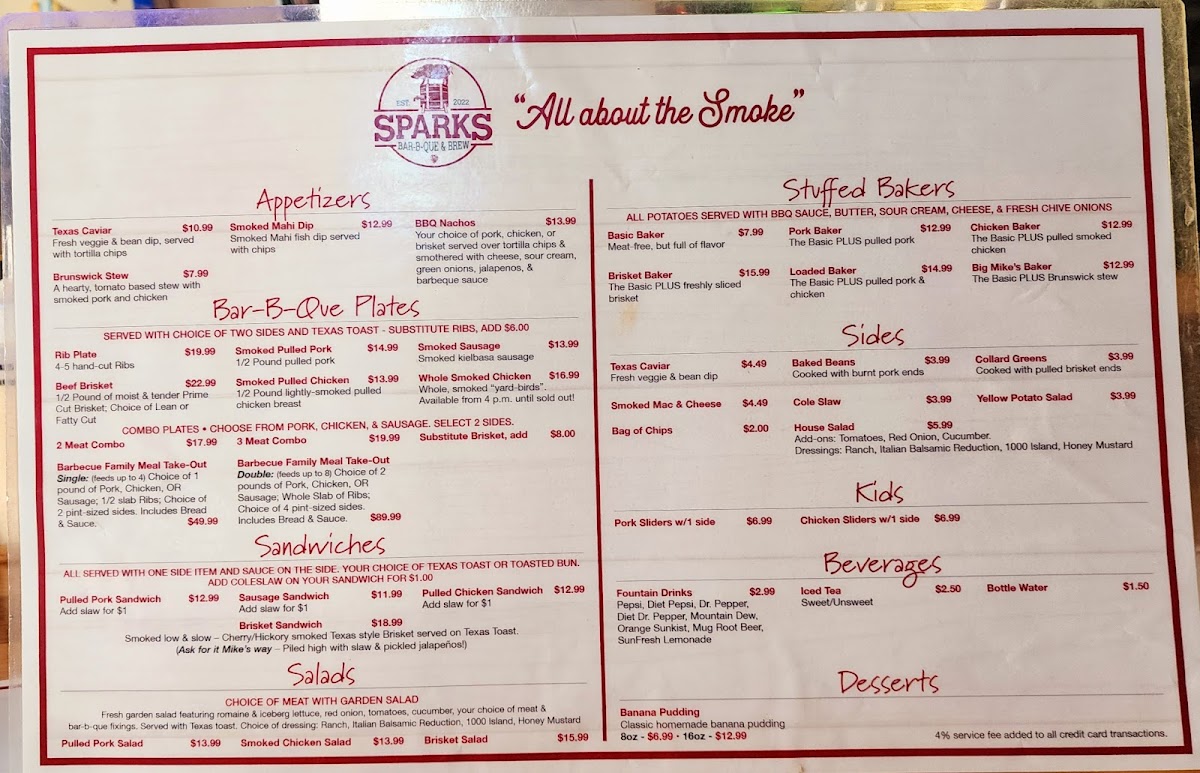 EST. 2022
SPARKS
BAR-B-QUE & BREW
"All about the Smoke"
Appetizers
Texas Caviar $10.99
Fresh veggie & bean dip, served
with tortilla chips
Smoked Mahi Dip $12.99
Smoked Mahi fish dip served
with chips
BBQ Nachos $13.99
Your choice of pork, chicken, or
brisket served over tortilla chips &
smothered with cheese, sour cream,
green onions, jalapenos, &
barbeque sauce
Brunswick Stew $7.99
A hearty, tomato based stew with
smoked pork and chicken
Bar-B-Que Plates
SERVED WITH CHOICE OF TWO SIDES AND TEXAS TOAST - SUBSTITUTE RIBS, ADD $6.00
Rib Plate $19.99
4-5 hand-cut Ribs
Smoked Pulled Pork $14.99
1/2 Pound pulled pork
Smoked Sausage $13.99
Smoked kielbasa sausage
Beef Brisket $22.99
1/2 Pound of moist & tender Prime
Cut Brisket; Choice of Lean or
Fatty Cut
Smoked Pulled Chicken $13.99
1/2 Pound lightly-smoked pulled
chicken breast
Whole Smoked Chicken $16.99
Whole, smoked "yard-birds".
Available from 4 p.m. until sold out!
COMBO PLATES • CHOOSE FROM PORK, CHICKEN, & SAUSAGE. SELECT 2 SIDES.
2 Meat Combo $17.99
3 Meat Combo $19.99
Substitute Brisket, add $8.00
Barbecue Family Meal Take-Out
Single: (feeds up to 4) Choice of 1
pound of Pork, Chicken, OR
Sausage; 1/2 slab Ribs; Choice of
2 pint-sized sides. Includes Bread
& Sauce. $49.99
Barbecue Family Meal Take-Out
Double: (feeds up to 8) Choice of 2
pounds of Pork, Chicken, OR
Sausage; Whole Slab of Ribs;
Choice of 4 pint-sized sides.
Includes Bread & Sauce. $89.99
Sandwiches
ALL SERVED WITH ONE SIDE ITEM AND SAUCE ON THE SIDE. YOUR CHOICE OF TEXAS TOAST OR TOASTED BUN.
ADD COLESLAW ON YOUR SANDWICH FOR $1.00
Pulled Pork Sandwich $12.99
Add slaw for $1
Sausage Sandwich $11.99
Add slaw for $1
Pulled Chicken Sandwich $12.99
Add slaw for $1
Brisket Sandwich $18.99
Smoked low & slow – Cherry/Hickory smoked Texas style Brisket served on Texas Toast.
(Ask for it Mike's way – Piled high with slaw & pickled jalapeños!)
Salads
CHOICE OF MEAT WITH GARDEN SALAD
Fresh garden salad featuring romaine & iceberg lettuce, red onion, tomatoes, cucumber, your choice of meat &
bar-b-que fixings. Served with Texas toast. Choice of dressing: Ranch, Italian Balsamic Reduction, 1000 Island, Honey Mustard
Pulled Pork Salad $13.99
Smoked Chicken Salad $13.99
Brisket Salad $15.99
Stuffed Bakers
ALL POTATOES SERVED WITH BBQ SAUCE, BUTTER, SOUR CREAM, CHEESE, & FRESH CHIVE ONIONS
Basic Baker $7.99
Meat-free, but full of flavor
Pork Baker $12.99
The Basic PLUS pulled pork
Chicken Baker $12.99
The Basic PLUS pulled smoked
chicken
Brisket Baker $15.99
The Basic PLUS freshly sliced
brisket
Loaded Baker $14.99
The Basic PLUS pulled pork &
chicken
Big Mike's Baker $12.99
The Basic PLUS Brunswick stew
Sides
Texas Caviar $4.49
Fresh veggie & bean dip
Baked Beans $3.99
Cooked with burnt pork ends
Collard Greens $3.99
Cooked with pulled brisket ends
Smoked Mac & Cheese $4.49
Cole Slaw $3.99
Yellow Potato Salad $3.99
Bag of Chips $2.00
House Salad $5.99
Add-ons: Tomatoes, Red Onion, Cucumber.
Dressings: Ranch, Italian Balsamic Reduction, 1000 Island, Honey Mustard
Kids
Pork Sliders w/1 side $6.99
Chicken Sliders w/1 side $6.99
Beverages
Fountain Drinks $2.99
Pepsi, Diet Pepsi, Dr. Pepper,
Diet Dr. Pepper, Mountain Dew,
Orange Sunkist, Mug Root Beer,
SunFresh Lemonade
Iced Tea $2.50
Sweet/Unsweet
Bottle Water $1.50
Desserts
Banana Pudding
Classic homemade banana pudding
8oz - $6.99 • 16oz - $12.99
4% service fee added to all credit card transactions.